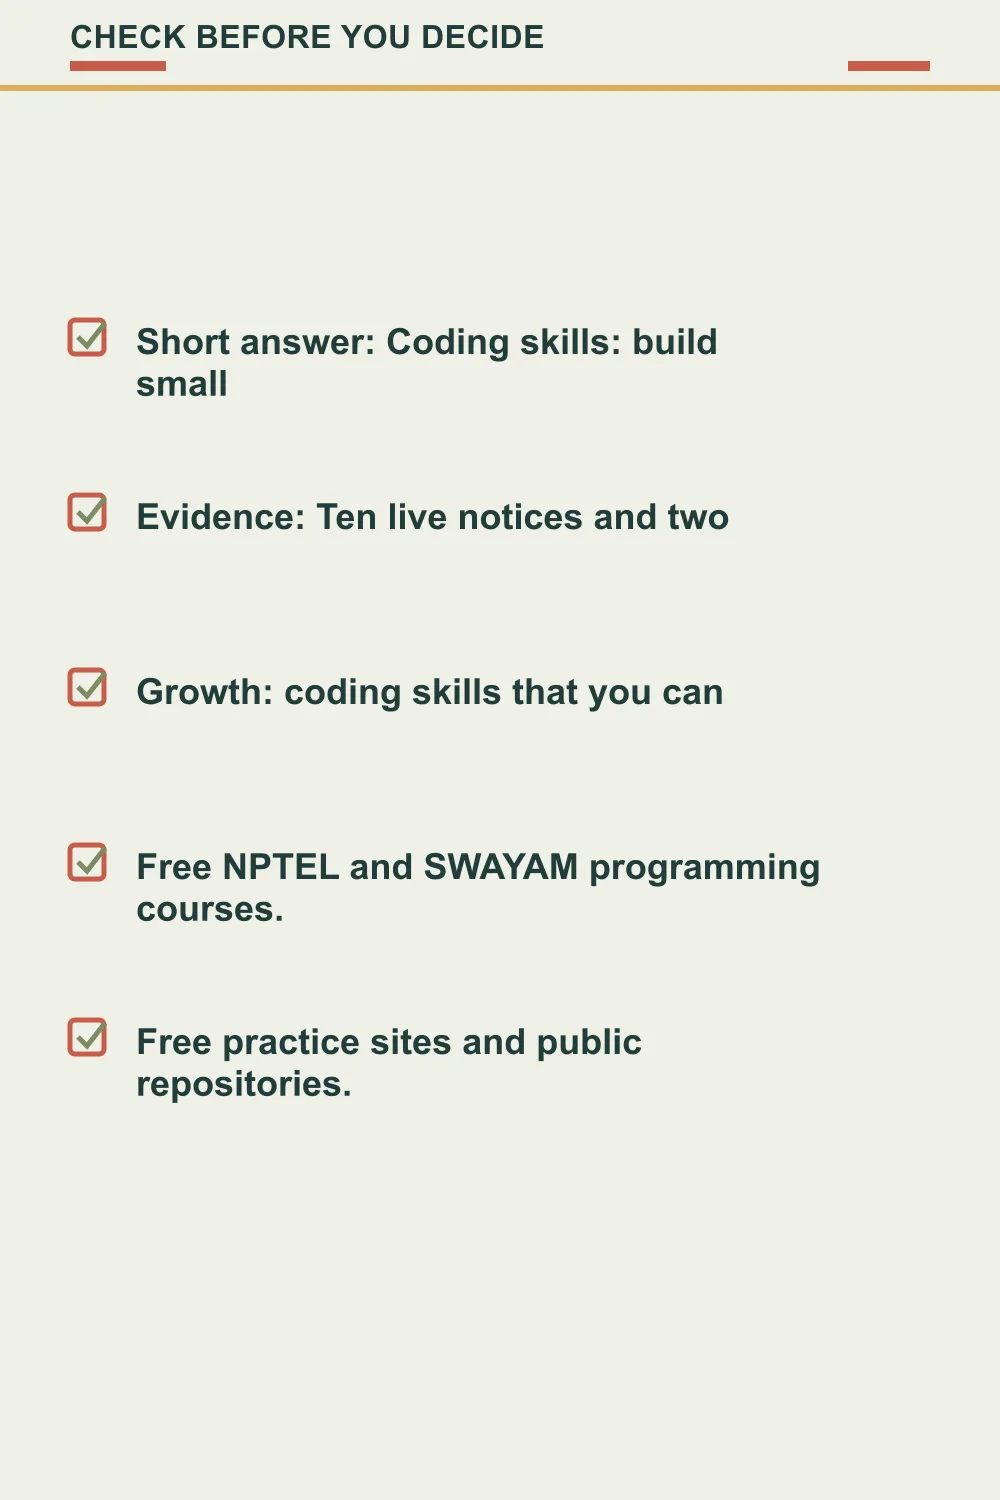 CHECK BEFORE YOU DECIDE
Short answer: Coding skills: build
small
Evidence: Ten live notices and two
Growth: coding skills that you can
Free NPTEL and SWAYAM programming
courses.
Free practice sites and public
repositories.